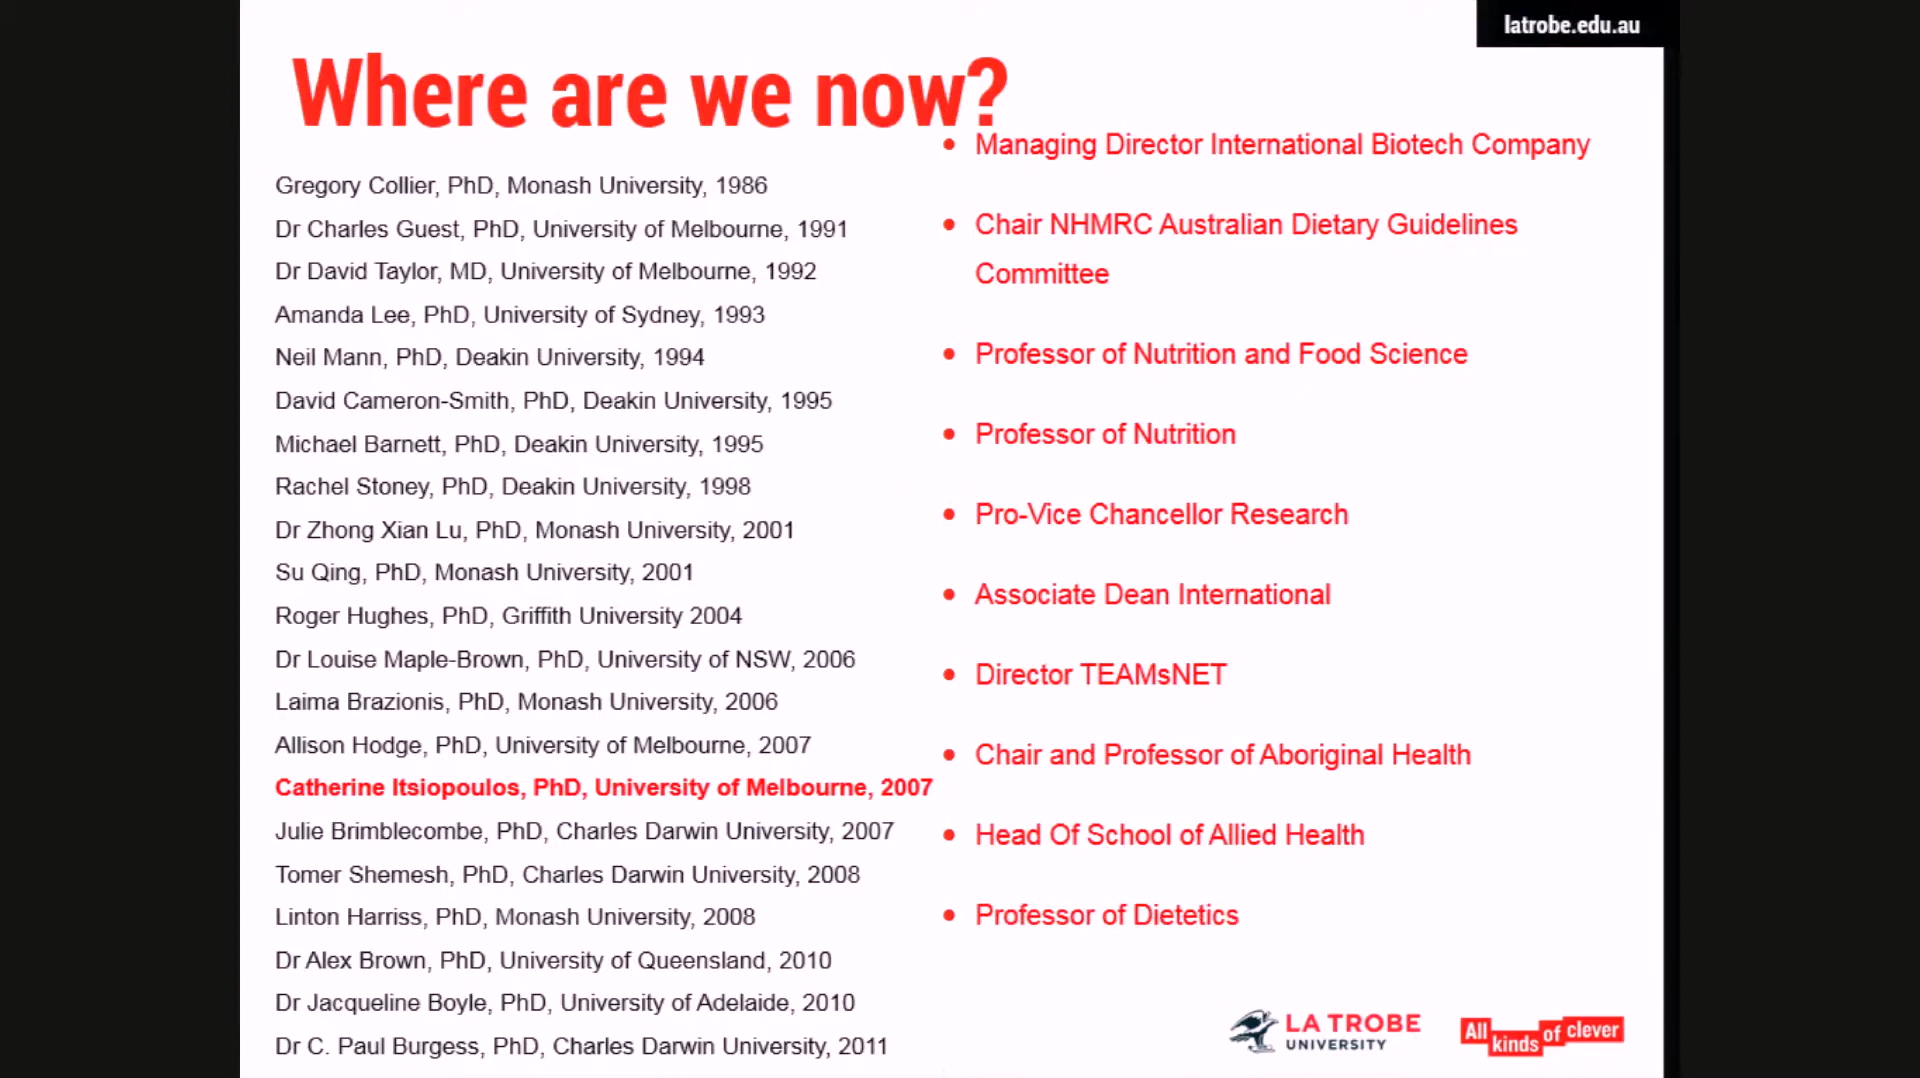 latrobe.edu.au
Where are we now?
Gregory Collier, PhD, Monash University, 1986
Dr Charles Guest, PhD, University of Melbourne, 1991
Dr David Taylor, MD, University of Melbourne, 1992
Amanda Lee, PhD, University of Sydney, 1993
Neil Mann, PhD, Deakin University, 1994
David Cameron-Smith, PhD, Deakin University, 1995
Michael Barnett, PhD, Deakin University, 1995
Rachel Stoney, PhD, Deakin University, 1998
Dr Zhong Xian Lu, PhD, Monash University, 2001
Su Qing, PhD, Monash University, 2001
Roger Hughes, PhD, Griffith University 2004
Dr Louise Maple-Brown, PhD, University of NSW, 2006
Laima Brazionis, PhD, Monash University, 2006
Allison Hodge, PhD, University of Melbourne, 2007
Catherine Itsiopoulos, PhD, University of Melbourne, 2007
Julie Brimblecombe, PhD, Charles Darwin University, 2007
Tomer Shemesh, PhD, Charles Darwin University, 2008
Linton Harriss, PhD, Monash University, 2008
Dr Alex Brown, PhD, University of Queensland, 2010
Dr Jacqueline Boyle, PhD, University of Adelaide, 2010
Dr C. Paul Burgess, PhD, Charles Darwin University, 2011
• Managing Director International Biotech Company
• Chair NHMRC Australian Dietary Guidelines
Committee
• Professor of Nutrition and Food Science
• Professor of Nutrition
• Pro-Vice Chancellor Research
• Associate Dean International
• Director TEAMsNET
• Chair and Professor of Aboriginal Health
• Head Of School of Allied Health
• Professor of Dietetics
LA TROBE
UNIVERSITY
All kinds of clever